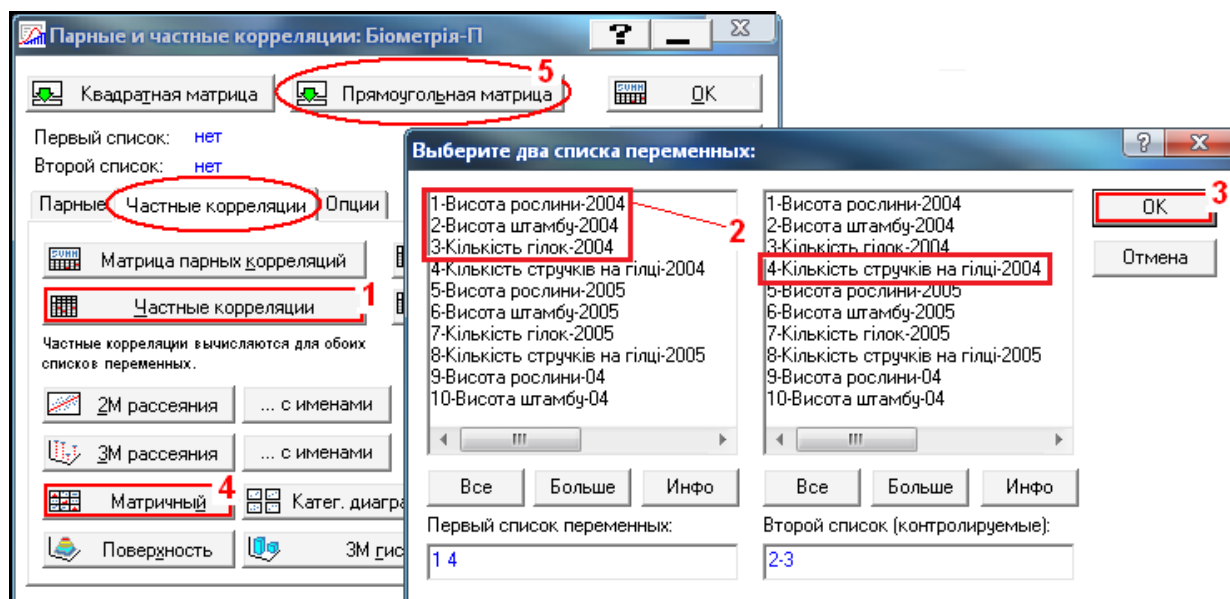 Парные и частные корреляции: Біометрія-П
Квадратная матрица
Прямоугольная матрица
5
OK
Первый список: нет
Второй список: нет
Парные
Частные корреляции
Опции
Матрица парных корреляций
Частные корреляции
1
Частные корреляции вычисляются для обоих
списков переменных.
2М рассеяния
... с именами
3М рассеяния
... с именами
Матричный
4
Катег. диагра
Поверхность
3М гис
Выберите два списка переменных:
1-Висота рослини-2004
2-Висота штамбу-2004
3-Кількість гілок-2004
4-Кількість стручків на гілці-2004
5-Висота рослини-2005
6-Висота штамбу-2005
7-Кількість гілок-2005
8-Кількість стручків на гілці-2005
9-Висота рослини-04
10-Висота штамбу-04
2
1-Висота рослини-2004
2-Висота штамбу-2004
3-Кількість гілок-2004
4-Кількість стручків на гілці-2004
5-Висота рослини-2005
6-Висота штамбу-2005
7-Кількість гілок-2005
8-Кількість стручків на гілці-2005
9-Висота рослини-04
10-Висота штамбу-04
OK
3
Отмена
Все
Больше
Инфо
Все
Больше
Инфо
Первый список переменных:
1 4
Второй список (контролируемые):
2-3